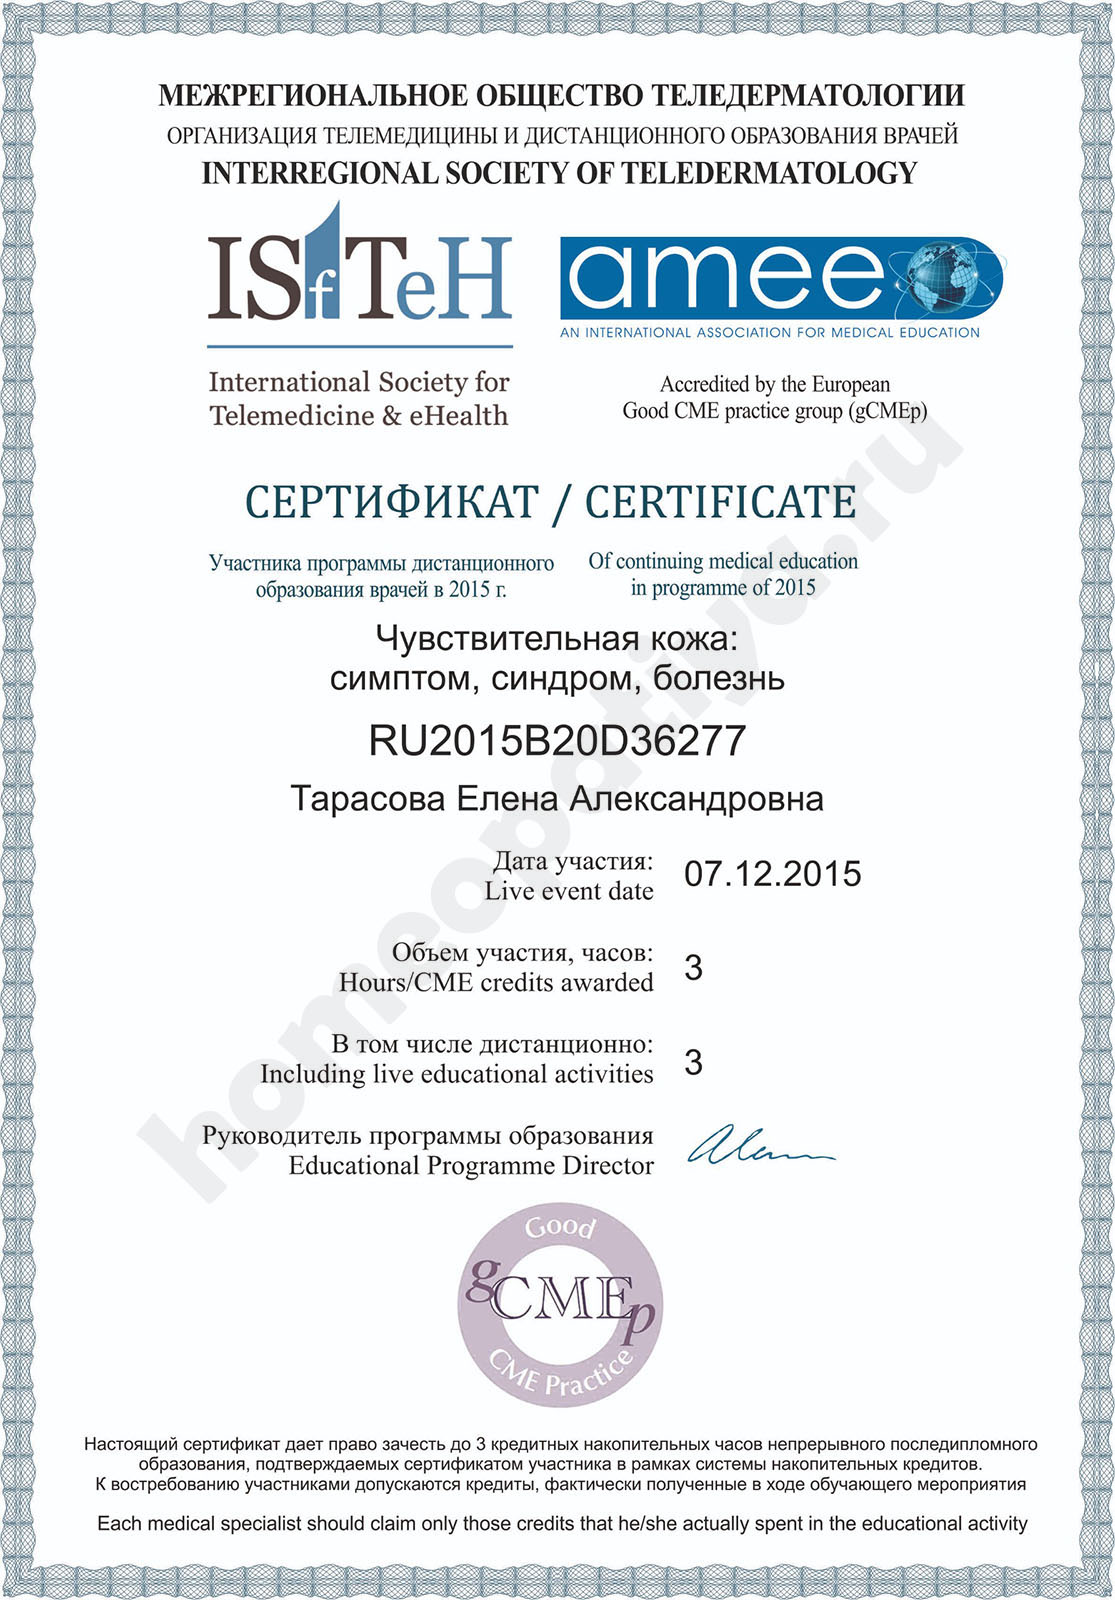 МЕЖРЕГИОНАЛЬНОЕ ОБЩЕСТВО ТЕЛЕДЕРМАТОЛОГИИ
ОРГАНИЗАЦИЯ ТЕЛЕМЕДИЦИНЫ И ДИСТАНЦИОННОГО ОБРАЗОВАНИЯ ВРАЧЕЙ
INTERREGIONAL SOCIETY OF TELEDERMATOLOGY
ISfTeH
International Society for
Telemedicine & eHealth
amee
AN INTERNATIONAL ASSOCIATION FOR MEDICAL EDUCATION
Accredited by the European
Good CME practice group (gCMEp)
СЕРТИФИКАТ / CERTIFICATE
Участника программы дистанционного
образования врачей в 2015 г.
Of continuing medical education
in programme of 2015
Чувствительная кожа:
симптом, синдром, болезнь
RU2015B20D36277
Тарасова Елена Александровна
Дата участия:
Live event date
07.12.2015
Объем участия, часов:
Hours/CME credits awarded
3
В том числе дистанционно:
Including live educational activities
3
Руководитель программы образования
Educational Programme Director
Good
gCMEp
CME Practice
Настоящий сертификат дает право зачесть до 3 кредитных накопительных часов непрерывного последипломного
образования, подтверждаемых сертификатом участника в рамках системы накопительных кредитов.
К востребованию участниками допускаются кредиты, фактически полученные в ходе обучающего мероприятия
Each medical specialist should claim only those credits that he/she actually spent in the educational activity
homeopatiya.ru